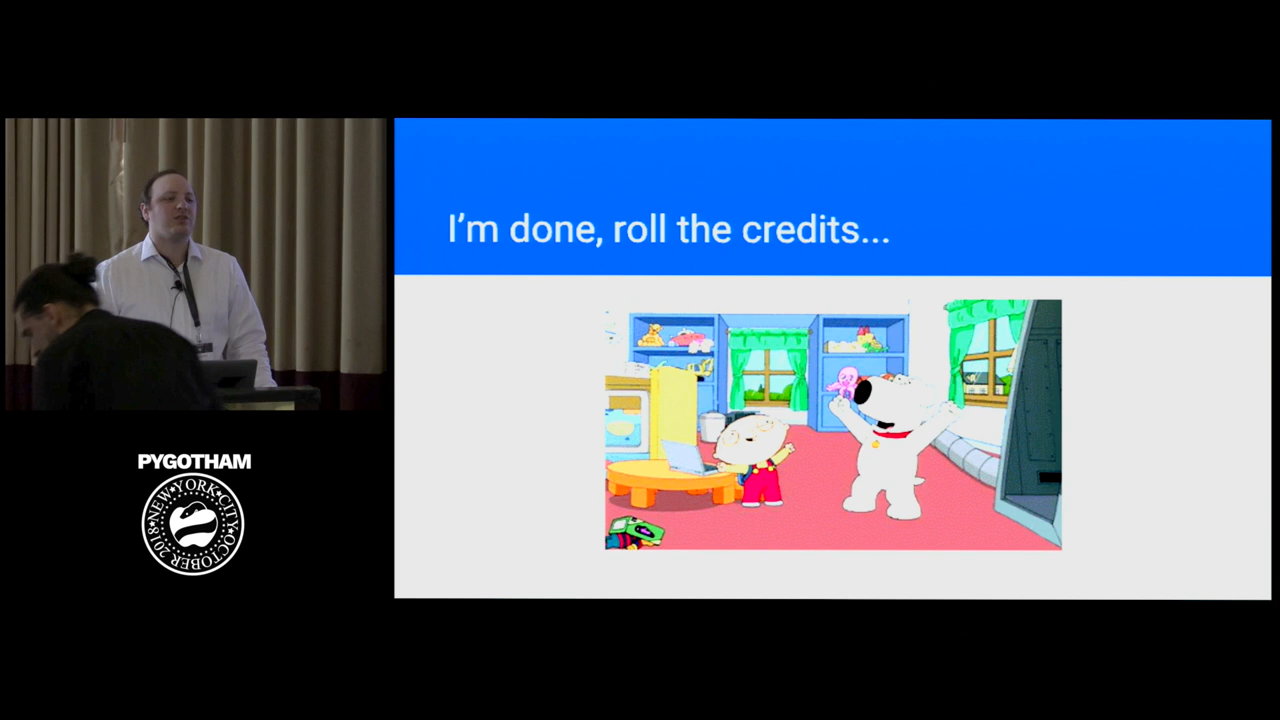 I'm done, roll the credits...
PYGOTHAM
NEW•YORK•CITY•OCTOBER•2018•